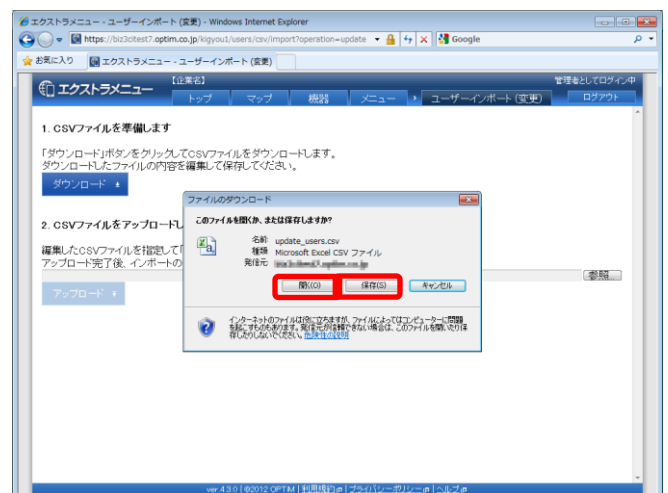 エクストラメニュー - ユーザーインポート (変更) - Windows Internet Explorer
https://biz3citest7.optim.co.jp/kigyou1/users/csv/import?operation=update
Google
お気に入り
エクストラメニュー - ユーザーインポート (変更)
エクストラメニュー
【企業名】
管理者としてログイン中
トップ
マップ
機器
メニュー
ユーザーインポート (変更)
ログアウト
1. CSVファイルを準備します
「ダウンロード」ボタンをクリックしてCSVファイルをダウンロードします。
ダウンロードしたファイルの内容を編集して保存してください。
ダウンロード
2. CSVファイルをアップロードし
編集したCSVファイルを指定して「
アップロード完了後、インポートの
参照...
アップロード
ファイルのダウンロード
このファイルを開くか、または保存しますか?
名前: update_users.csv
種類: Microsoft Excel CSV ファイル
発信元:
開く(O)
保存(S)
キャンセル
インターネットのファイルは役に立ちますが、ファイルによってはコンピューターに問題
を起こすものもあります。発信元が信頼できない場合は、このファイルを開いたり保
存したりしないでください。危険性の説明
ver.4.3.0 | ©2012 OPTiM | 利用規約 | プライバシーポリシー | ヘルプ